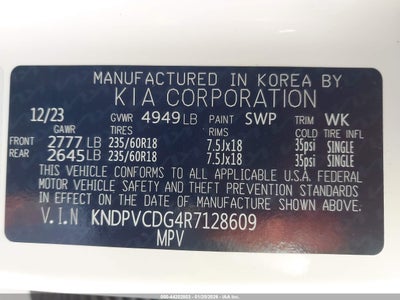 MANUFACTURED IN KOREA BY
KIA CORPORATION
12/23 GVWR 4949 LB PAINT SWP TRIM WK
GAWR TIRES RIMS COLD TIRE INFL
FRONT 2777 LB 235/60R18 7.5Jx18 35psi SINGLE
REAR 2645 LB 235/60R18 7.5Jx18 35psi SINGLE
THIS VEHICLE CONFORMS TO ALL APPLICABLE U.S.A FEDERAL
MOTOR VEHICLE SAFETY, BUMPER, AND THEFT PREVENTION
STANDARDS IN EFFECT ON THE DATE OF MANUFACTURE SHOWN ABOVE.
V.I.N KNDPVCDG4R7128609
MPV